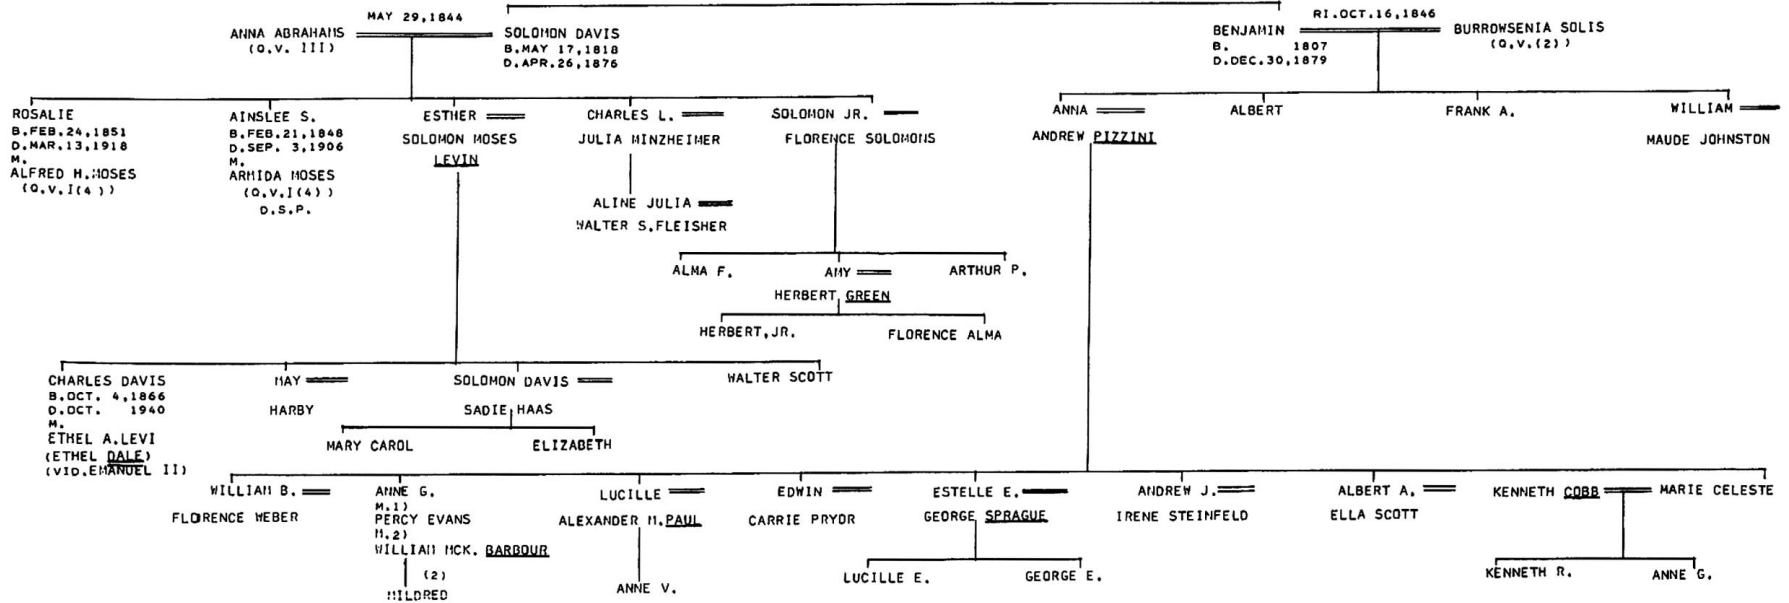 MAY 29,1844
RI.OCT.16,1846
ANNA ABRAHAMS
(Q.V. III)
SOLOMON DAVIS
B.MAY 17,1818
D.APR.26,1876
BENJAMIN
B. 1807
D.DEC.30,1879
BURROWSENIA SOLIS
(Q.V.(2))
ROSALIE
B.FEB.24,1851
D.MAR.13,1918
M.
ALFRED H.MOSES
(Q.V.I(4))
AINSLEE S.
B.FEB.21,1848
D.SEP. 3,1906
M.
ARMIDA MOSES
(Q.V.I(4))
D.S.P.
ESTHER
SOLOMON MOSES
LEVIN
CHARLES L.
JULIA MINZHEIMER
ALINE JULIA
WALTER S.FLEISHER
SOLOMON JR.
FLORENCE SOLOMONS
ANNA
ANDREW PIZZINI
ALBERT
FRANK A.
WILLIAM
MAUDE JOHNSTON
ALMA F.
AMY
HERBERT GREEN
ARTHUR P.
HERBERT,JR.
FLORENCE ALMA
CHARLES DAVIS
B.OCT. 4,1866
D.OCT. 1940
M.
ETHEL A.LEVI
(ETHEL DALE)
(VID.EMANUEL II)
MAY
HARBY
SOLOMON DAVIS
SADIE HAAS
WALTER SCOTT
MARY CAROL
ELIZABETH
WILLIAM B.
FLORENCE WEBER
ANNE G.
M.1)
PERCY EVANS
M.2)
WILLIAM MCK. BARBOUR
(2)
MILDRED
LUCILLE
ALEXANDER M.PAUL
ANNE V.
EDWIN
CARRIE PRYOR
ESTELLE E.
GEORGE SPRAGUE
LUCILLE E.
GEORGE E.
ANDREW J.
IRENE STEINFELD
ALBERT A.
ELLA SCOTT
KENNETH COBB
MARIE CELESTE
KENNETH R.
ANNE G.